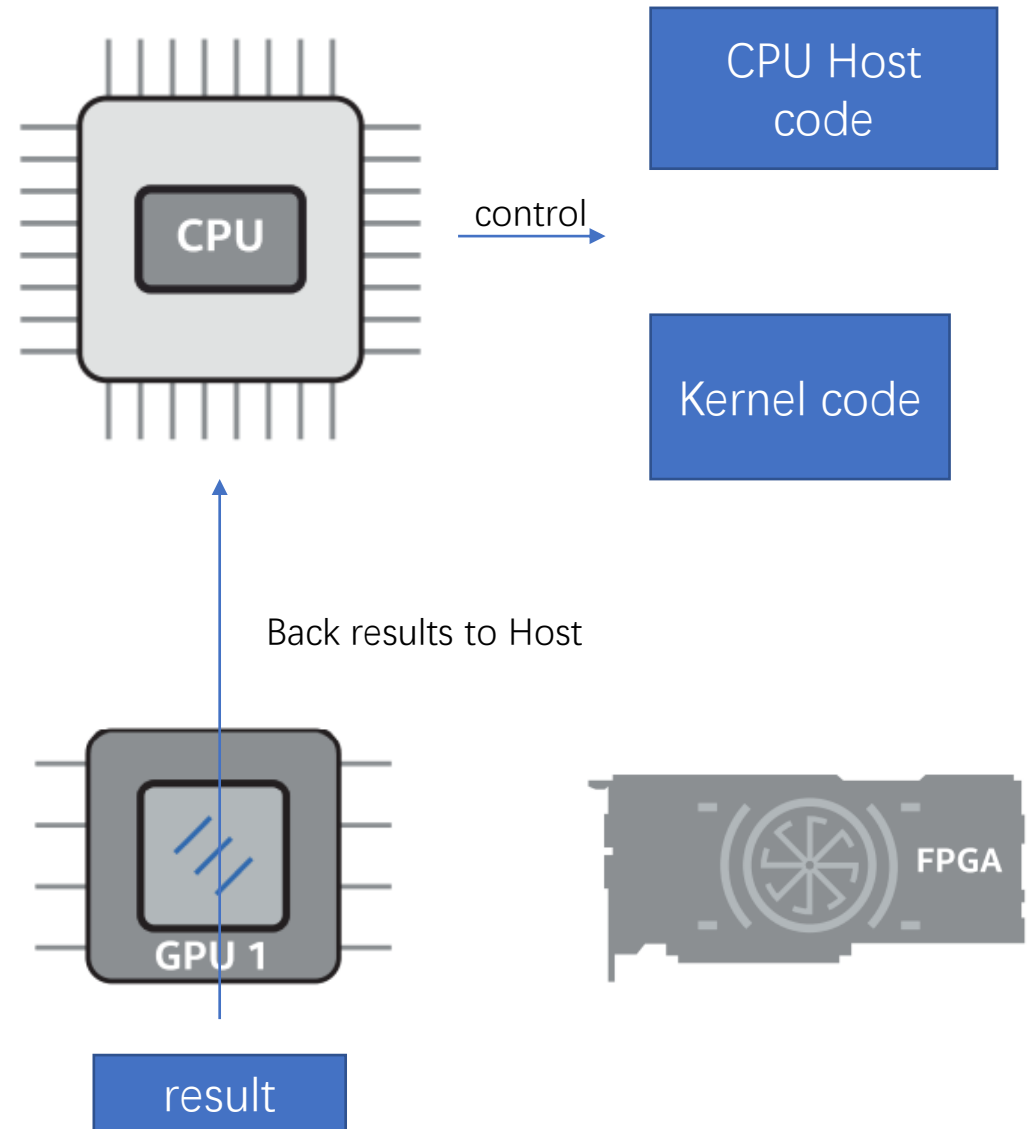 CPU Host
code
CPU
control
Kernel code
Back results to Host
FPGA
GPU 1
result